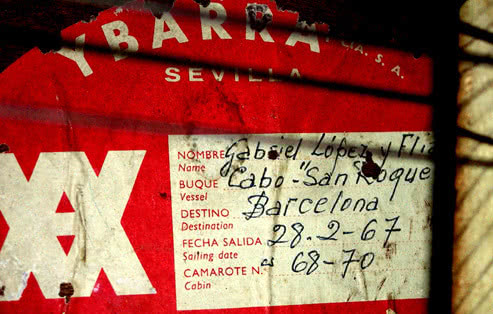 YBARRA
CIA. S. A.
SEVILLA
NOMBRE Gabriel López y Flia
Name
BUQUE Cabo-"San Roque
Vessel
DESTINO Barcelona
Destination
FECHA SALIDA 28.2-67
Sailing date
CAMAROTE N. os 68-70
Cabin